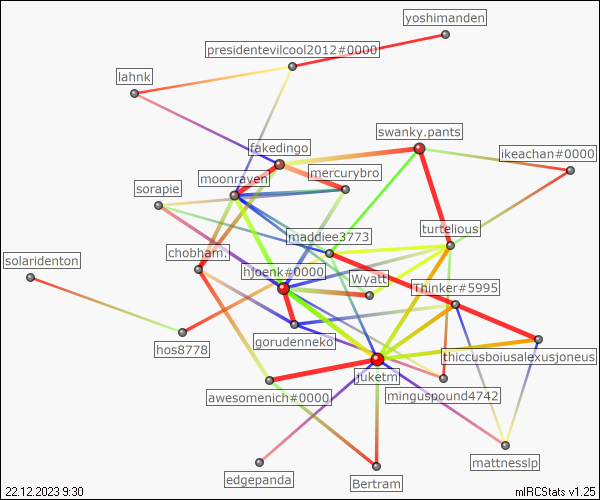 yoshimanden
presidentevilcool2012#0000
lahnk
swanky.pants
fakedingo
ikeachan#0000
mercurybro
moonraven
sorapie
turtelious
maddiee3773
chobham.
solaridenton
hjoenk#0000
Wyatt
Thinker#5995
gorudenneko
hos8778
thiccusboiusalexusjoneus
juketm
minguspound4742
awesomenich#0000
mattnesslp
edgepanda
Bertram
22.12.2023 9:30
mIRCStats v1.25